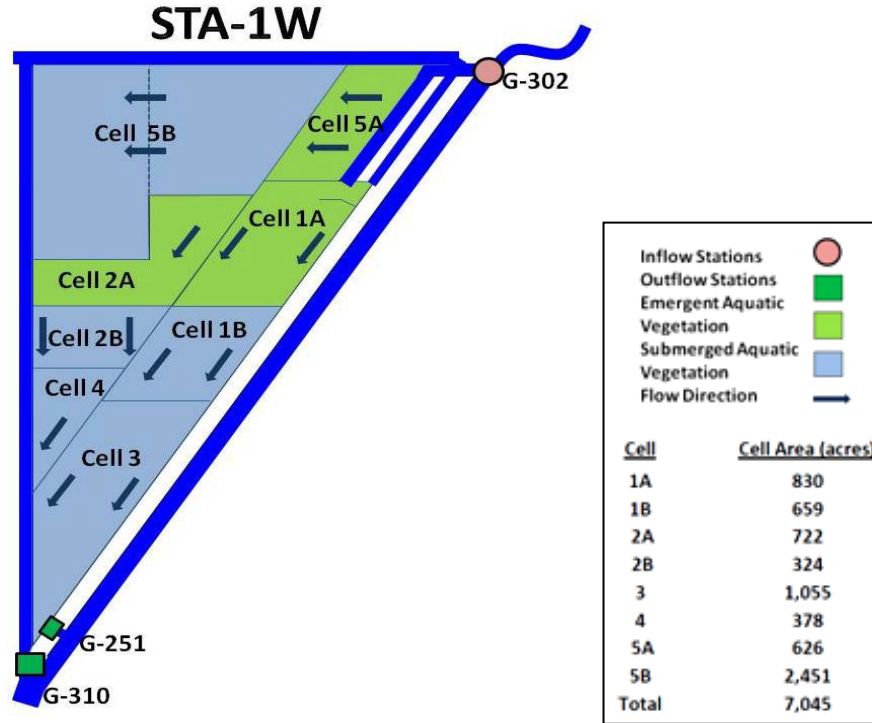 STA-1W
G-302
Cell 5B
Cell 5A
Cell 1A
Cell 2A
Cell 2B
Cell 1B
Cell 4
Cell 3
G-251
G-310
Inflow Stations
Outflow Stations
Emergent Aquatic
Vegetation
Submerged Aquatic
Vegetation
Flow Direction
Cell Cell Area (acres)
1A 830
1B 659
2A 722
2B 324
3 1,055
4 378
5A 626
5B 2,451
Total 7,045